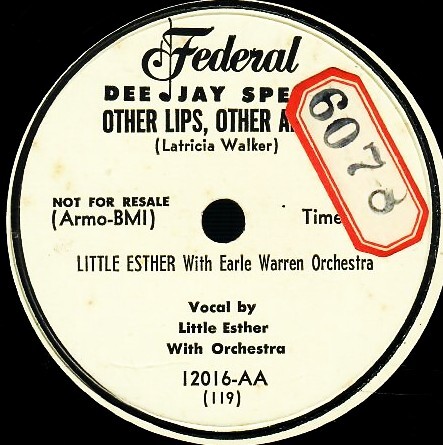 Federal
DEE JAY SPE
OTHER LIPS, OTHER A
(Latricia Walker)
NOT FOR RESALE
(Armo-BMI)
Time
LITTLE ESTHER With Earle Warren Orchestra
Vocal by
Little Esther
With Orchestra
12016-AA
(119)